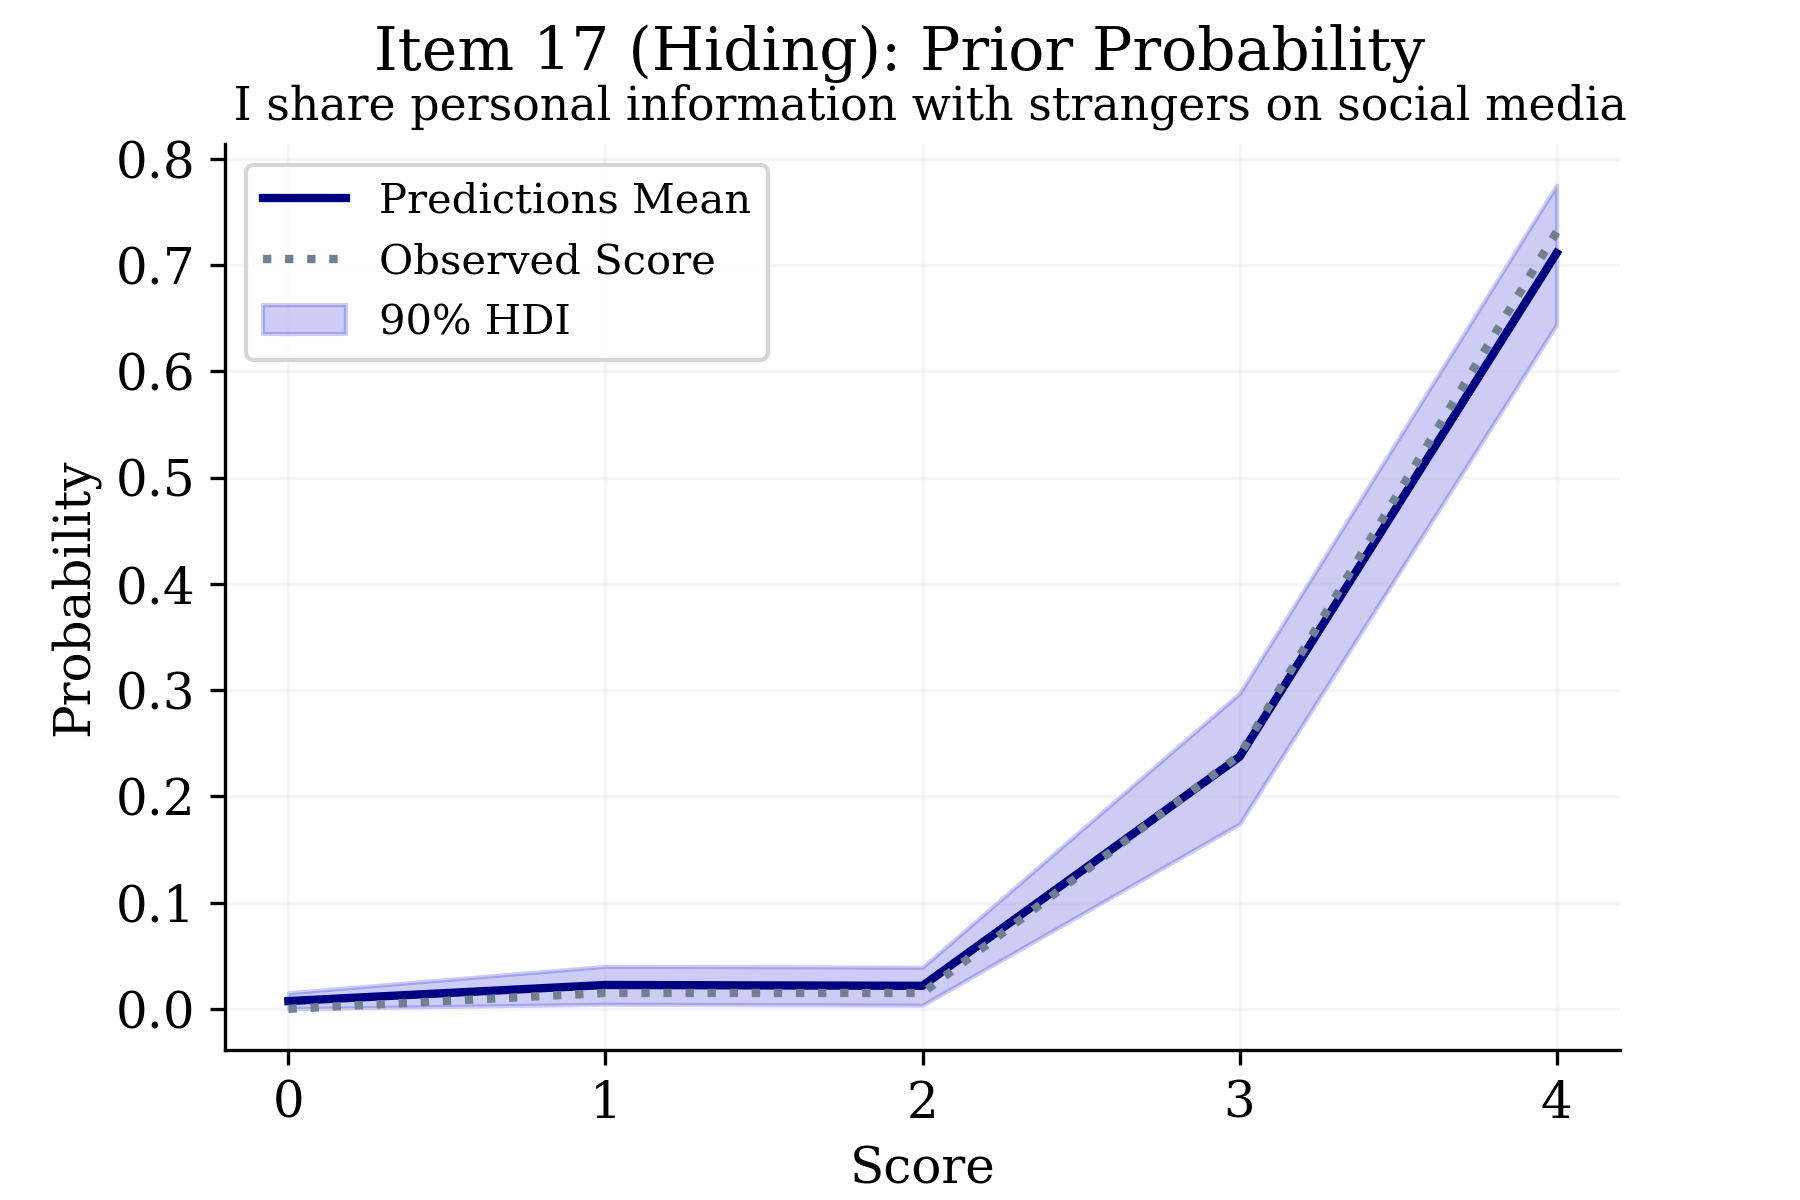 Item 17 (Hiding): Prior Probability
I share personal information with strangers on social media
Predictions Mean
Observed Score
90% HDI
Probability
0.8
0.7
0.6
0.5
0.4
0.3
0.2
0.1
0.0
0 1 2 3 4
Score